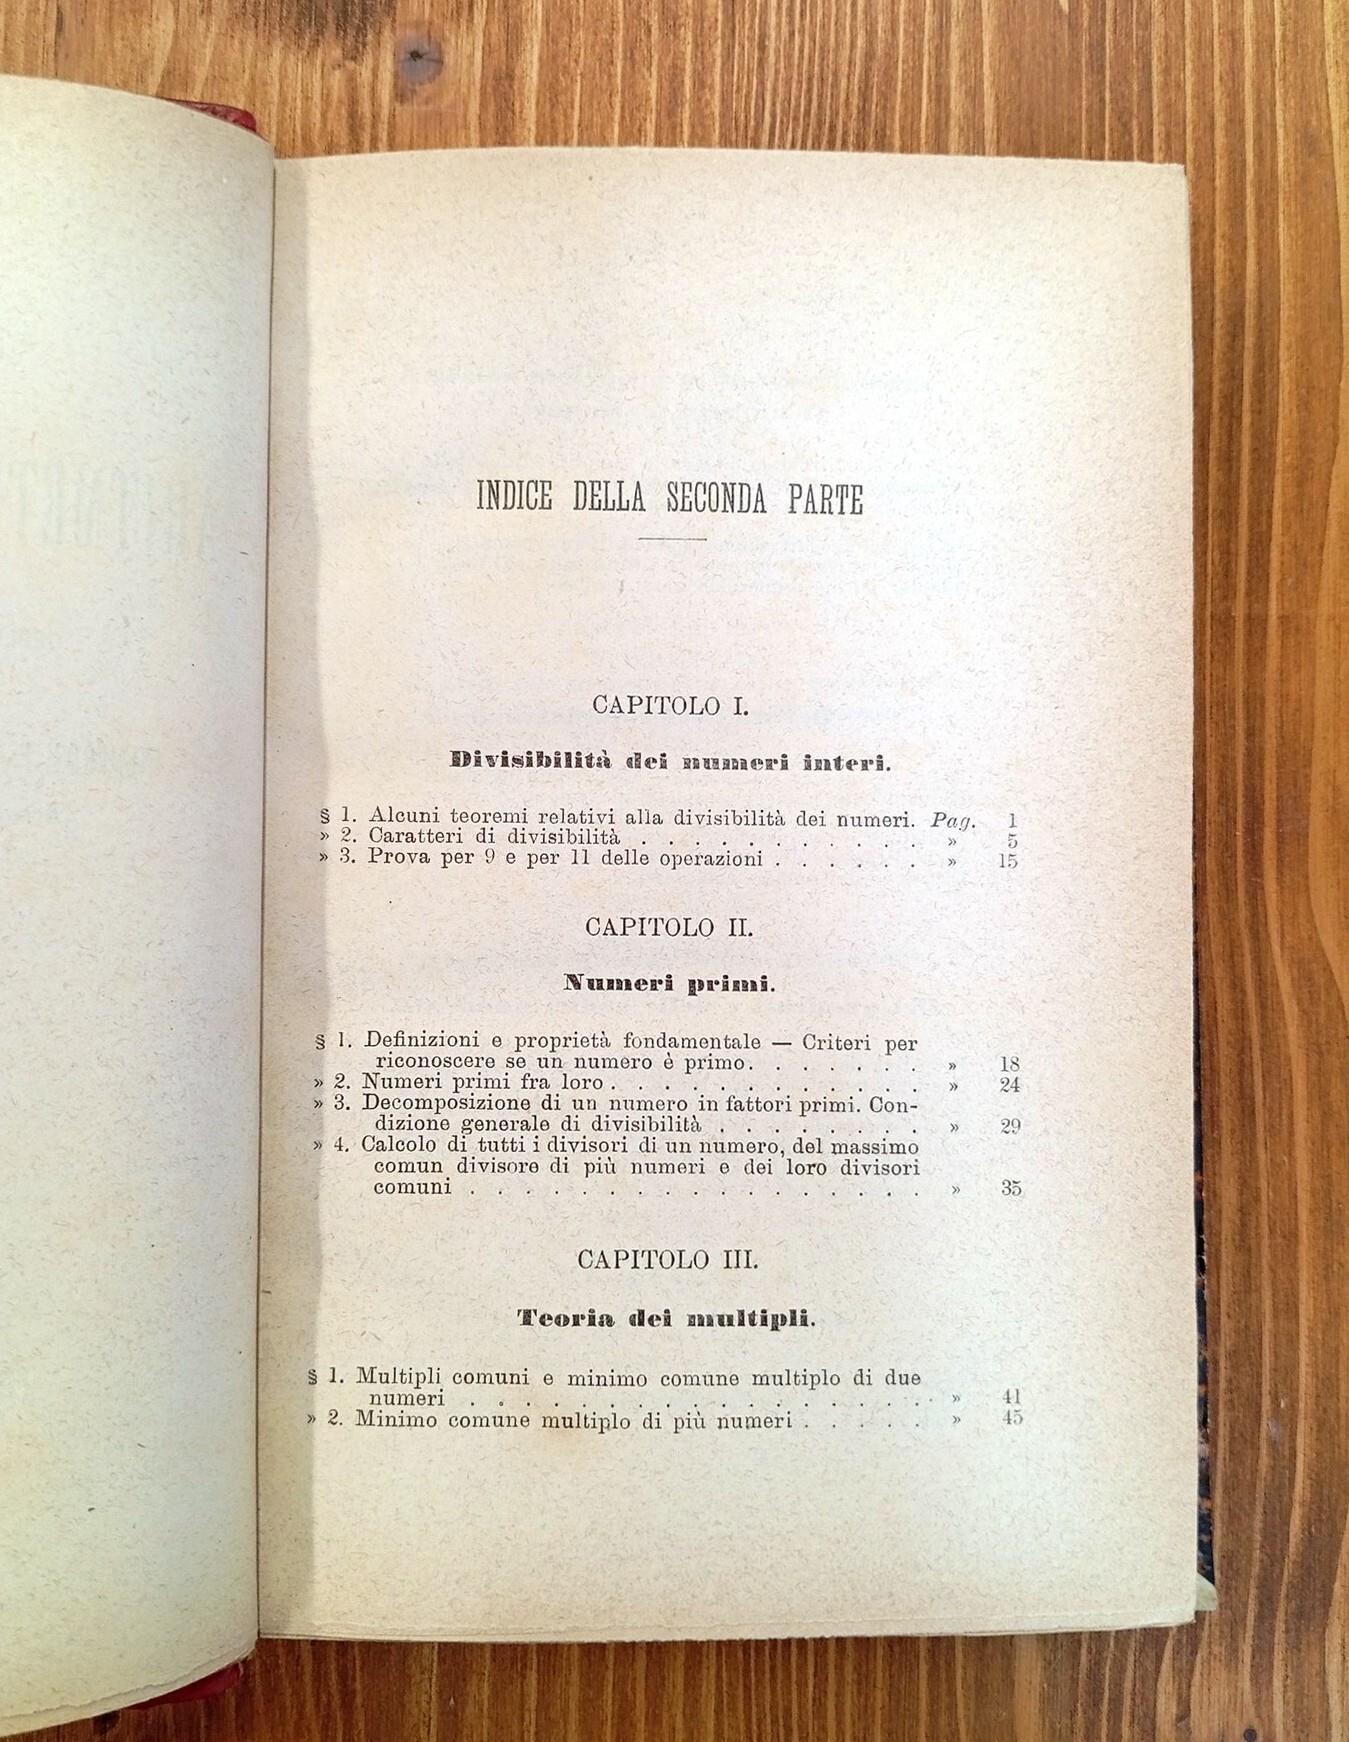 INDICE DELLA SECONDA PARTE
CAPITOLO I.
Divisibilità dei numeri interi.
§ 1. Alcuni teoremi relativi alla divisibilità dei numeri. Pag. 1
» 2. Caratteri di divisibilità . . . . . . . . . . . » 5
» 3. Prova per 9 e per 11 delle operazioni . . . . . . » 15
CAPITOLO II.
Numeri primi.
§ 1. Definizioni e proprietà fondamentale — Criteri per
riconoscere se un numero è primo. . . . . . . » 18
» 2. Numeri primi fra loro . . . . . . . . . . . . » 24
» 3. Decomposizione di un numero in fattori primi. Con-
dizione generale di divisibilità . . . . . . . . » 29
» 4. Calcolo di tutti i divisori di un numero, del massimo
comun divisore di più numeri e dei loro divisori
comuni . . . . . . . . . . . . . . . . . » 35
CAPITOLO III.
Teoria dei multipli.
§ 1. Multipli comuni e minimo comune multiplo di due
numeri . . . . . . . . . . . . . . . . . » 41
» 2. Minimo comune multiplo di più numeri . . . . . » 45